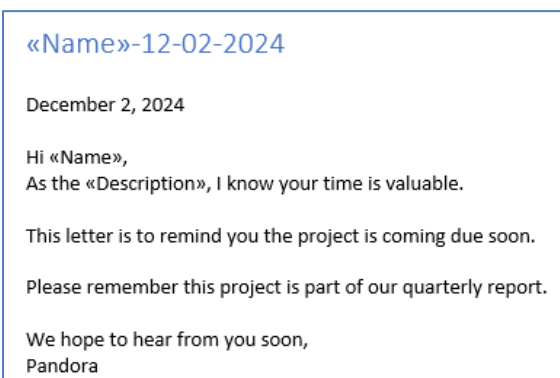 «Name»-12-02-2024
December 2, 2024
Hi «Name»,
As the «Description», I know your time is valuable.
This letter is to remind you the project is coming due soon.
Please remember this project is part of our quarterly report.
We hope to hear from you soon,
Pandora